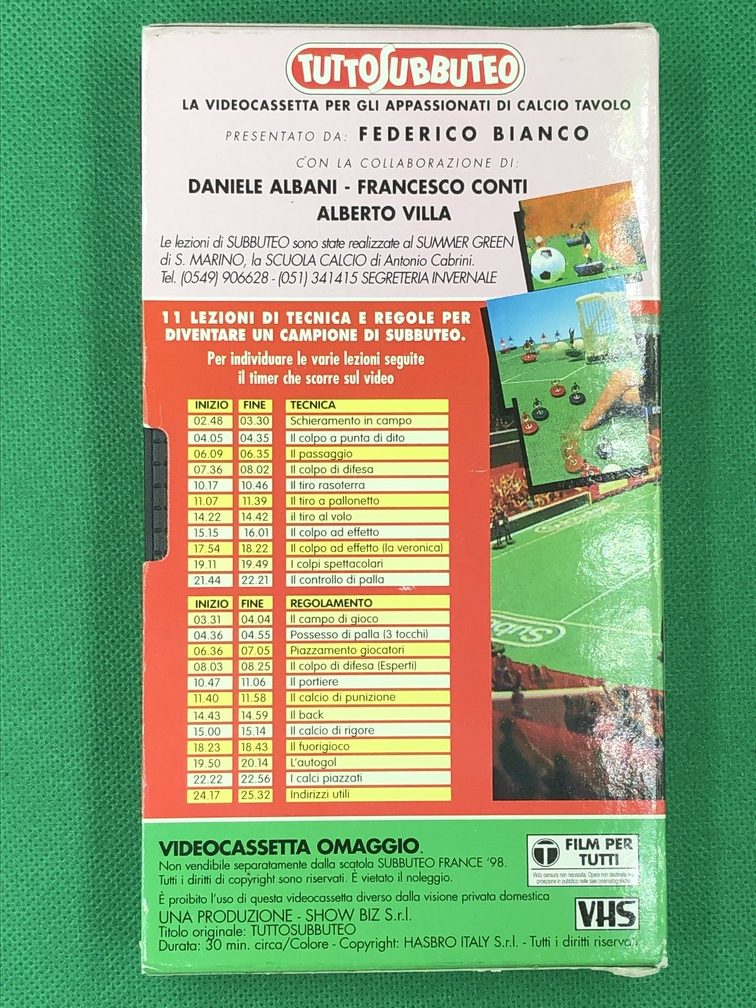 TUTTOSUBBUTEO
LA VIDEOCASSETTA PER GLI APPASSIONATI DI CALCIO TAVOLO
PRESENTATO DA: FEDERICO BIANCO
CON LA COLLABORAZIONE DI:
DANIELE ALBANI - FRANCESCO CONTI
ALBERTO VILLA
Le lezioni di SUBBUTEO sono state realizzate al SUMMER GREEN
di S. MARINO, la SCUOLA CALCIO di Antonio Cabrini.
Tel. (0549) 906628 - (051) 341415 SEGRETERIA INVERNALE
11 LEZIONI DI TECNICA E REGOLE PER
DIVENTARE UN CAMPIONE DI SUBBUTEO.
Per individuare le varie lezioni seguite
il timer che scorre sul video
INIZIO FINE TECNICA
02.48 03.30 Schieramento in campo
04.05 04.35 Il colpo a punta di dito
06.09 06.35 Il passaggio
07.36 08.02 Il colpo di difesa
10.17 10.46 Il tiro rasoterra
11.07 11.39 Il tiro a pallonetto
14.22 14.42 il tiro al volo
15.15 16.01 Il colpo ad effetto
17.54 18.22 Il colpo ad effetto (la veronica)
19.11 19.49 I colpi spettacolari
21.44 22.21 Il controllo di palla
INIZIO FINE REGOLAMENTO
03.31 04.04 Il campo di gioco
04.36 04.55 Possesso di palla (3 tocchi)
06.36 07.05 Piazzamento giocatori
08.03 08.25 Il colpo di difesa (Esperti)
10.47 11.06 Il portiere
11.40 11.58 Il calcio di punizione
14.43 14.59 Il back
15.00 15.14 Il calcio di rigore
18.23 18.43 Il fuorigioco
19.50 20.14 L'autogol
22.22 22.56 I calci piazzati
24.17 25.32 Indirizzi utili
VIDEOCASSETTA OMAGGIO.
Non vendibile separatamente dalla scatola SUBBUTEO FRANCE '98.
Tutti i diritti di copyright sono riservati. È vietato il noleggio.
È proibito l'uso di questa videocassetta diverso dalla visione privata domestica
UNA PRODUZIONE - SHOW BIZ S.r.l.
Titolo originale: TUTTOSUBBUTEO
Durata: 30 min. circa/Colore - Copyright: HASBRO ITALY S.r.l. - Tutti i diritti riservati
T FILM PER
TUTTI
VHS